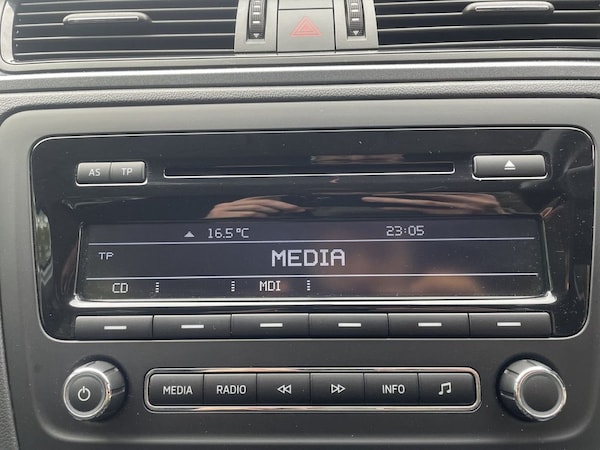 AS TP
16.5°C 23:05
TP MEDIA
CD MDI
MEDIA RADIO INFO